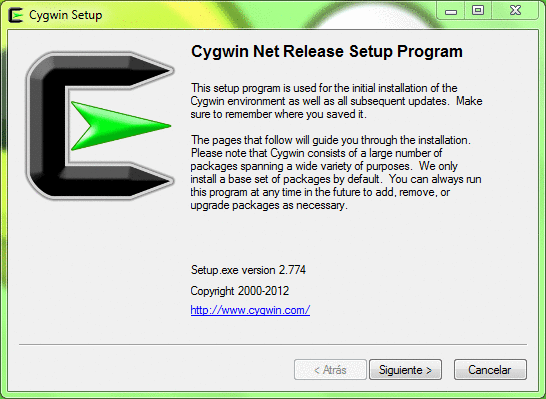 Cygwin Setup
Cygwin Net Release Setup Program
This setup program is used for the initial installation of the
Cygwin environment as well as all subsequent updates.  Make
sure to remember where you saved it.
The pages that follow will guide you through the installation.
Please note that Cygwin consists of a large number of
packages spanning a wide variety of purposes.  We only
install a base set of packages by default.  You can always run
this program at any time in the future to add, remove, or
upgrade packages as necessary.
Setup.exe version 2.774
Copyright 2000-2012
http://www.cygwin.com/
< Atrás
Siguiente >
Cancelar